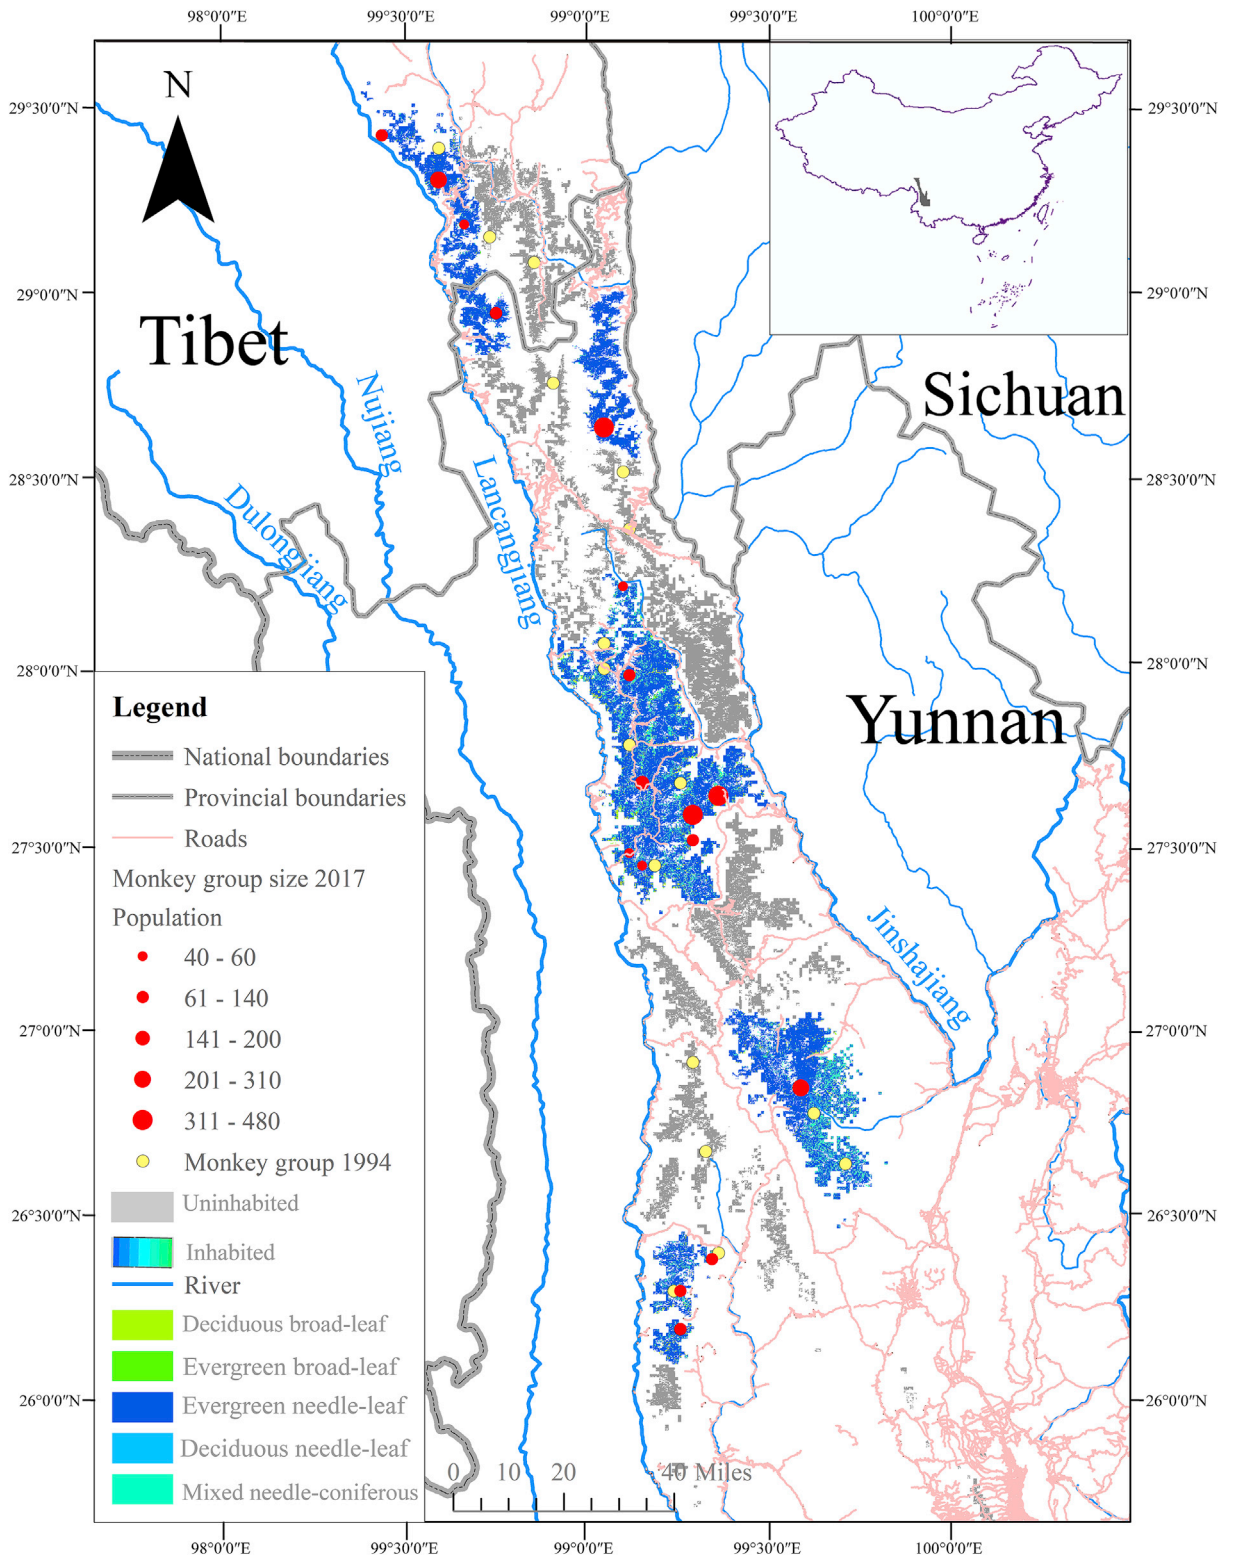 98°0′0″E 99°30′0″E 99°0′0″E 99°30′0″E 100°0′0″E
N
29°30′0″N 29°30′0″N
29°0′0″N 29°0′0″N
Tibet
Sichuan
Nujiang
Lancangjiang
28°30′0″N 28°30′0″N
Dulongjiang
28°0′0″N 28°0′0″N
Yunnan
Legend
National boundaries
Provincial boundaries
Roads
27°30′0″N 27°30′0″N
Monkey group size 2017
Population
Jinshajiang
40 - 60
61 - 140
27°0′0″N 27°0′0″N
141 - 200
201 - 310
311 - 480
Monkey group 1994
Uninhabited
26°30′0″N 26°30′0″N
Inhabited
River
Deciduous broad-leaf
Evergreen broad-leaf
26°0′0″N 26°0′0″N
Evergreen needle-leaf
Deciduous needle-leaf
0 10 20 40 Miles
Mixed needle-coniferous
98°0′0″E 99°30′0″E 99°0′0″E 99°30′0″E 100°0′0″E